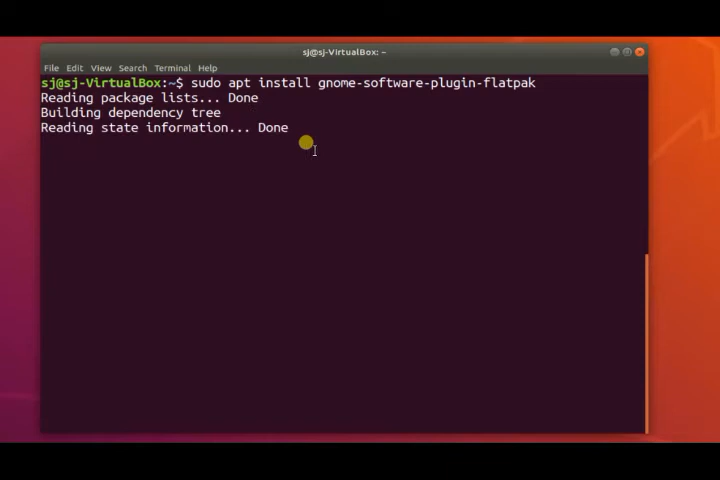 sj@sj-VirtualBox: ~
File Edit View Search Terminal Help
sj@sj-VirtualBox:~$ sudo apt install gnome-software-plugin-flatpak
Reading package lists... Done
Building dependency tree
Reading state information... Done